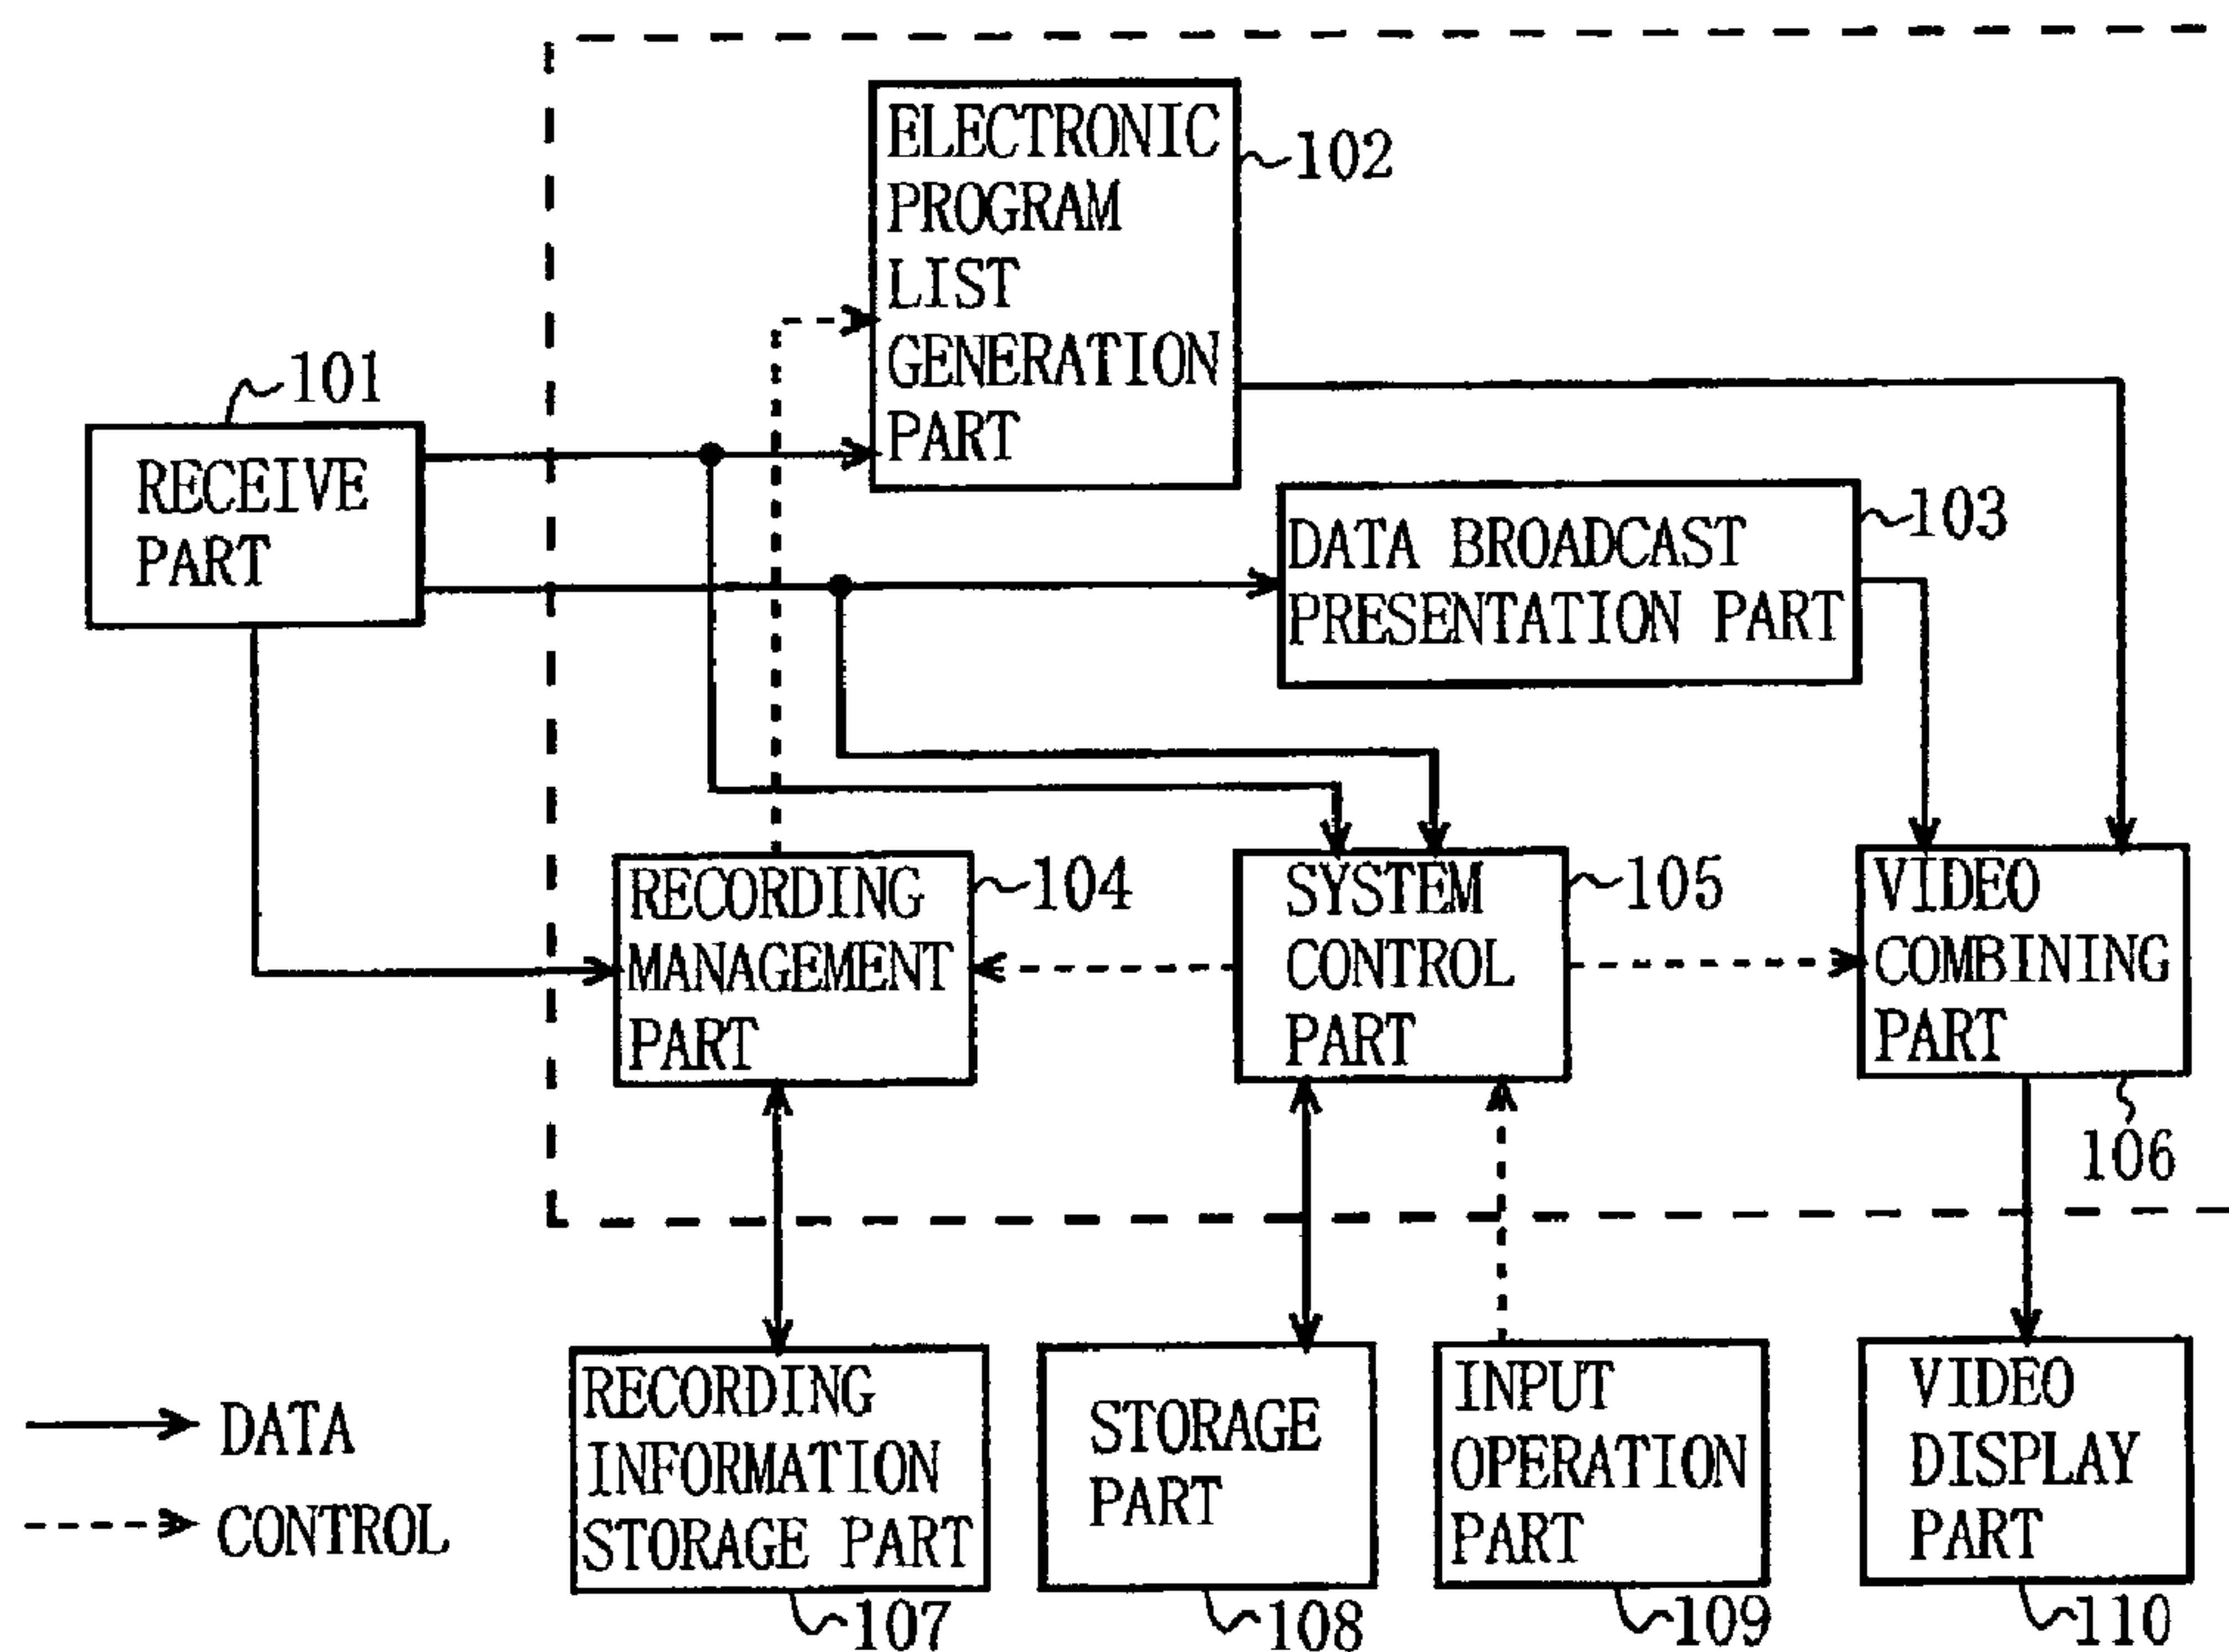 ELECTRONIC
PROGRAM
LIST
GENERATION
PART
102
101
RECEIVE
PART
DATA BROADCAST
PRESENTATION PART
103
RECORDING
MANAGEMENT
PART
104
SYSTEM
CONTROL
PART
105
VIDEO
COMBINING
PART
106
DATA
CONTROL
RECORDING
INFORMATION
STORAGE PART
107
STORAGE
PART
108
INPUT
OPERATION
PART
109
VIDEO
DISPLAY
PART
110